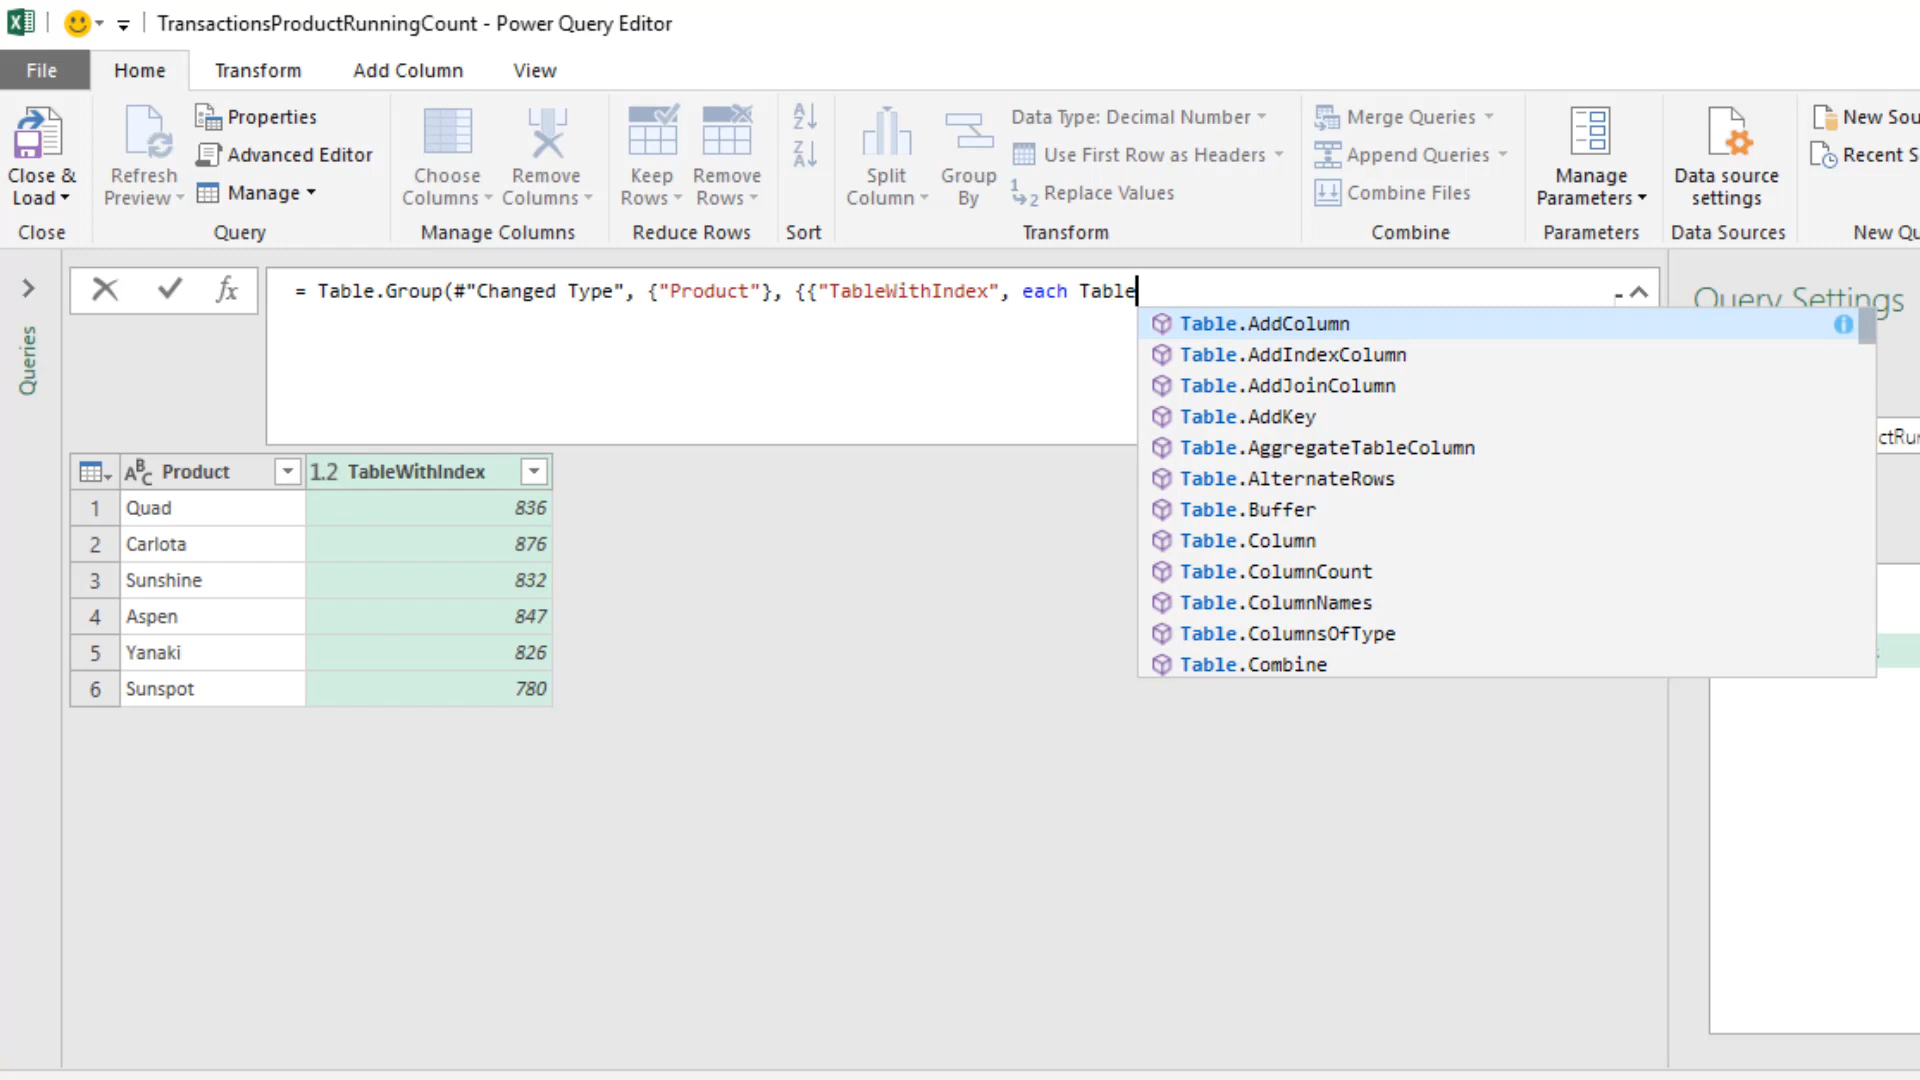 TransactionsProductRunningCount - Power Query Editor
File Home Transform Add Column View
Close & Load
Close
Refresh Preview
Properties
Advanced Editor
Manage
Query
Choose Columns
Remove Columns
Manage Columns
Keep Rows
Remove Rows
Reduce Rows
Sort
Split Column
Group By
Data Type: Decimal Number
Use First Row as Headers
Replace Values
Transform
Merge Queries
Append Queries
Combine Files
Combine
Manage Parameters
Parameters
Data source settings
Data Sources
New Sou
Recent S
New Qu
Queries
fx = Table.Group(#"Changed Type", {"Product"}, {{"TableWithIndex", each Table
Query Settings
Table.AddColumn
Table.AddIndexColumn
Table.AddJoinColumn
Table.AddKey
Table.AggregateTableColumn
Table.AlternateRows
Table.Buffer
Table.Column
Table.ColumnCount
Table.ColumnNames
Table.ColumnsOfType
Table.Combine
ctRu
ABC Product 1.2 TableWithIndex
1 Quad 836
2 Carlota 876
3 Sunshine 832
4 Aspen 847
5 Yanaki 826
6 Sunspot 780